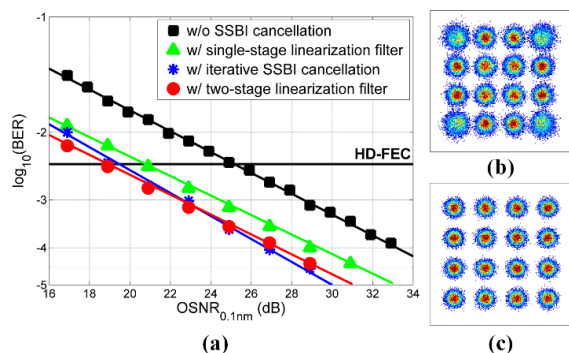 -1
-2
-3
-4
-5
log10(BER)
w/o SSBI cancellation
w/ single-stage linearization filter
w/ iterative SSBI cancellation
w/ two-stage linearization filter
HD-FEC
16 18 20 22 24 26 28 30 32 34
OSNR0.1nm (dB)
(a)
(b)
(c)